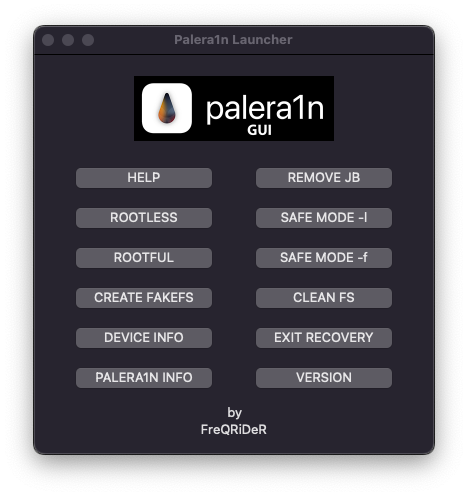 Palera1n Launcher
palera1n
GUI
HELP
REMOVE JB
ROOTLESS
SAFE MODE -l
ROOTFUL
SAFE MODE -f
CREATE FAKEFS
CLEAN FS
DEVICE INFO
EXIT RECOVERY
PALERA1N INFO
VERSION
by
FreQRiDeR